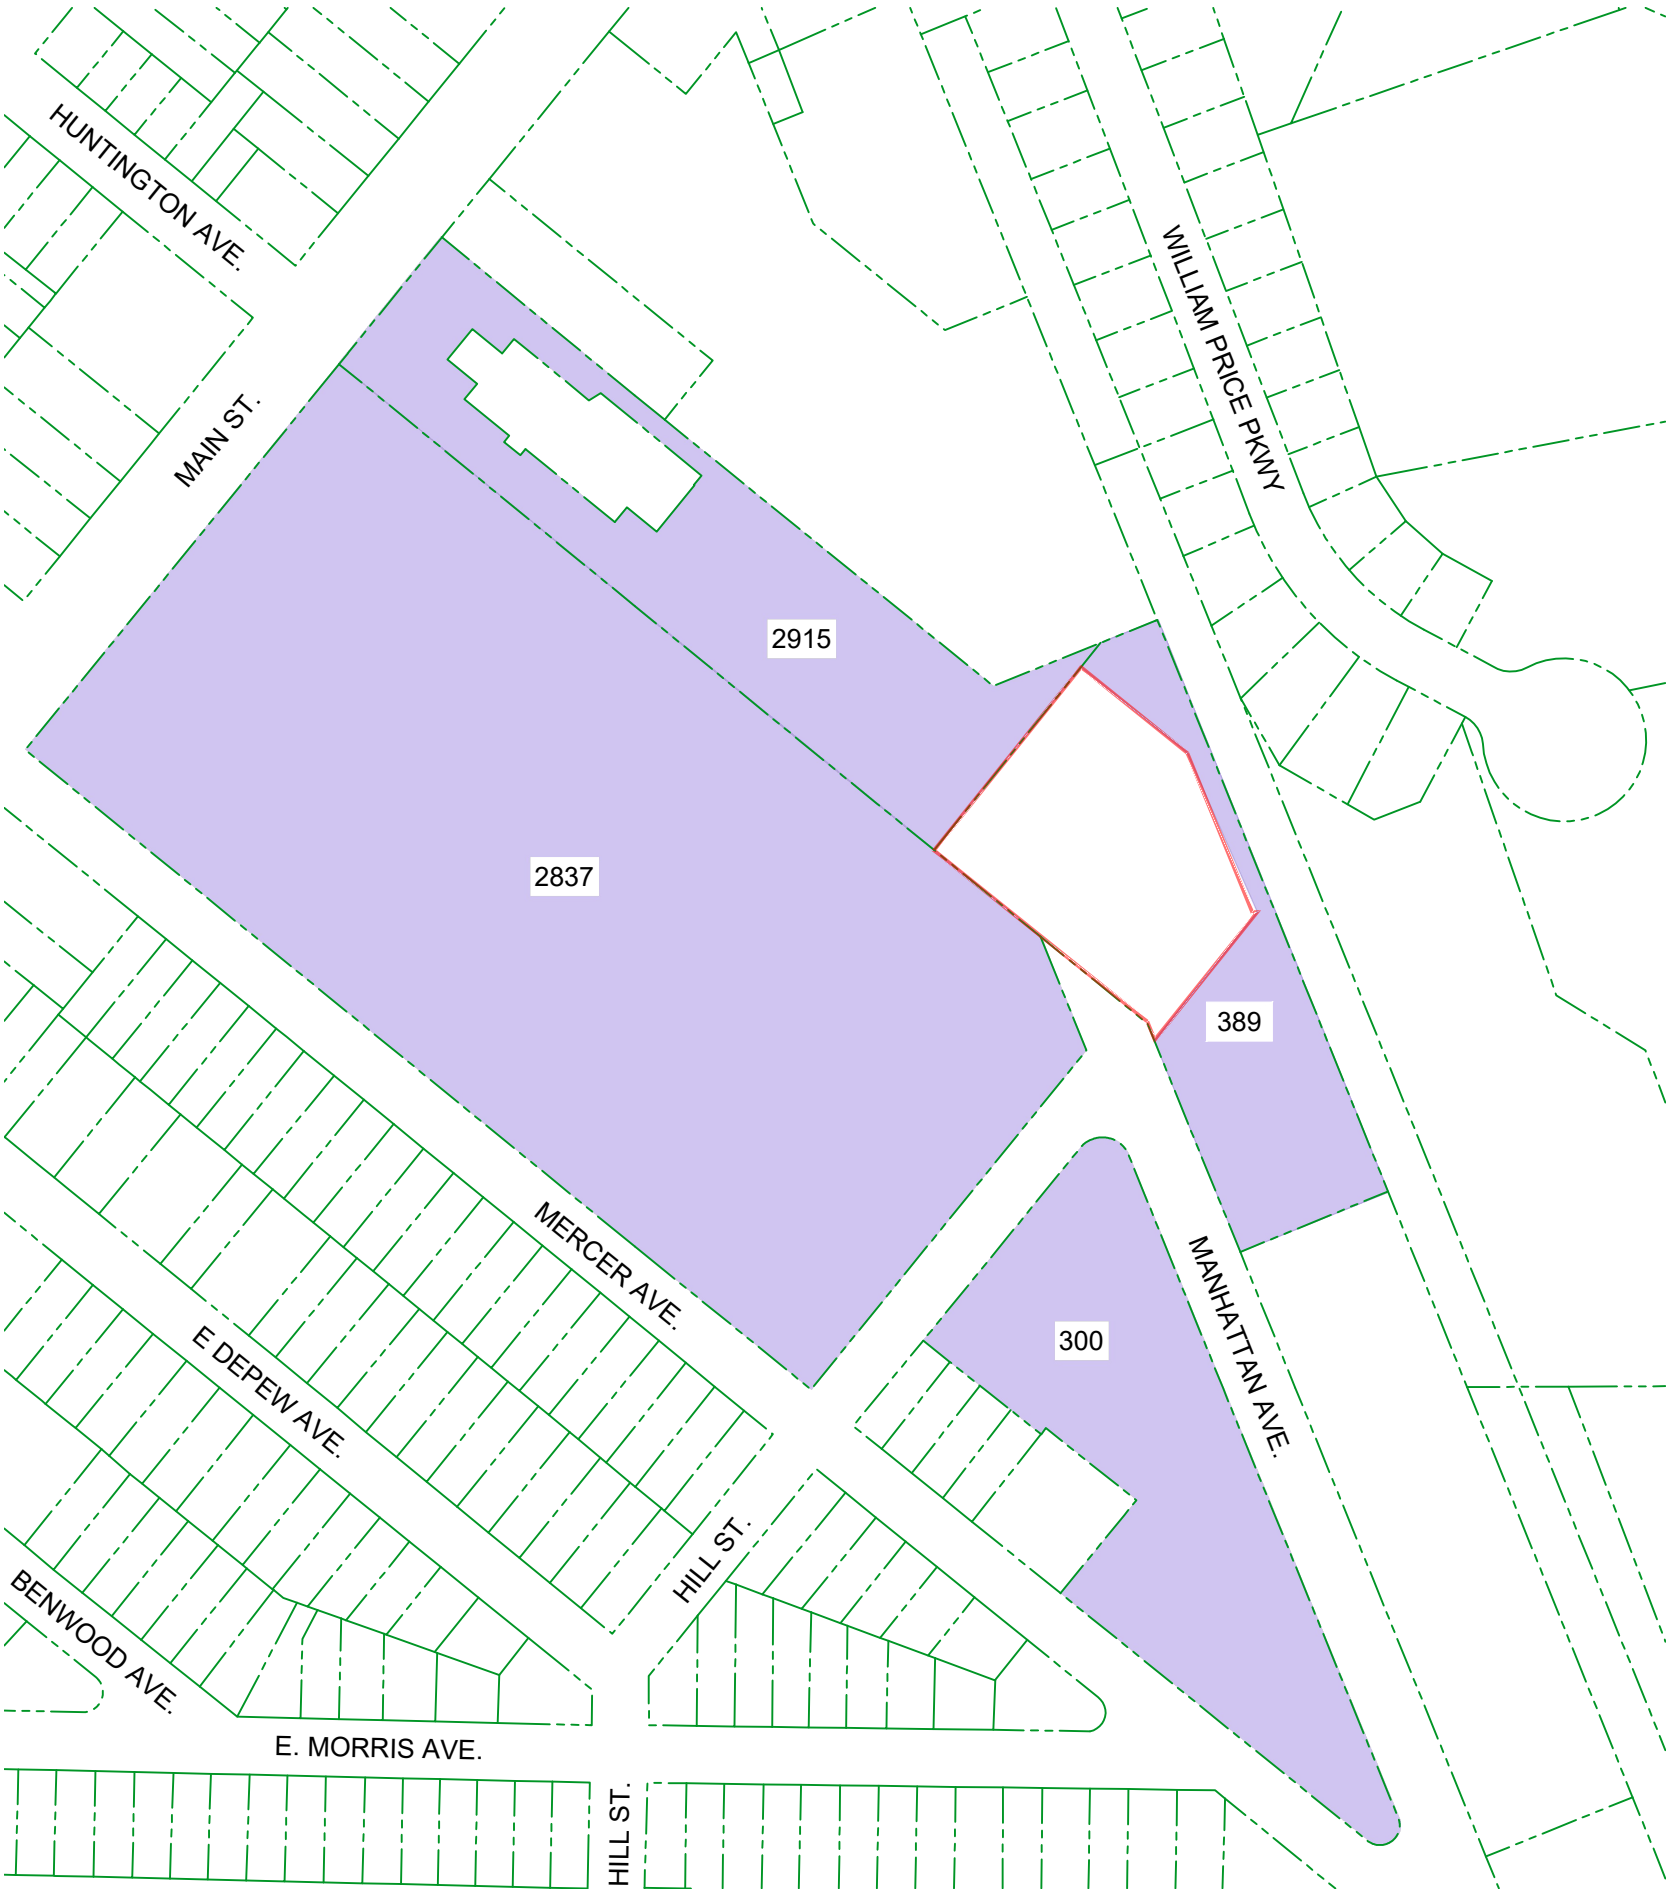 HUNTINGTON AVE.
WILLIAM PRICE PKWY
MAIN ST.
2915
2837
389
MERCER AVE.
MANHATTAN AVE.
300
E DEPEW AVE.
HILL ST.
BENWOOD AVE.
E. MORRIS AVE.
HILL ST.